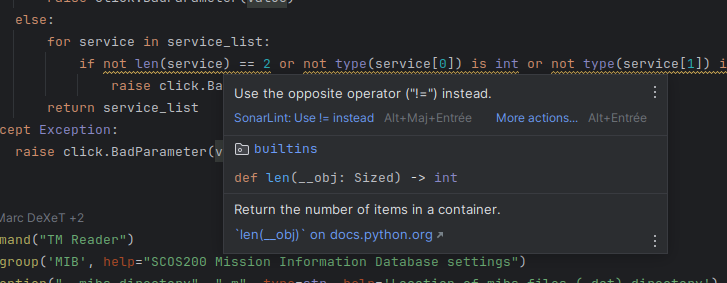 else:
for service in service_list:
if not len(service) == 2 or not type(service[0]) is int or not type(service[1]) i
raise click.Ba
return service_list
cept Exception:
raise click.BadParameter(v
Use the opposite operator ("!=") instead.
SonarLint: Use != instead Alt+Maj+Entrée More actions... Alt+Entrée
builtins
def len(__obj: Sized) -> int
Return the number of items in a container.
`len(__obj)` on docs.python.org
Marc DeXeT +2
mand("TM Reader")
group('MIB', help="SCOS200 Mission Information Database settings")